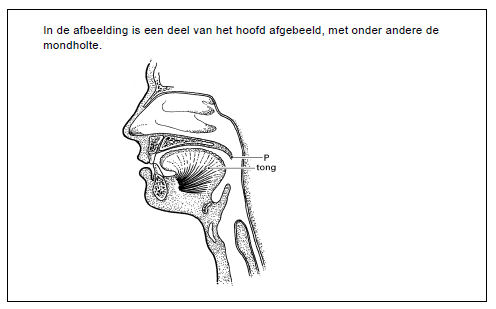 In de afbeelding is een deel van het hoofd afgebeeld, met onder andere de
mondholte.
P
tong